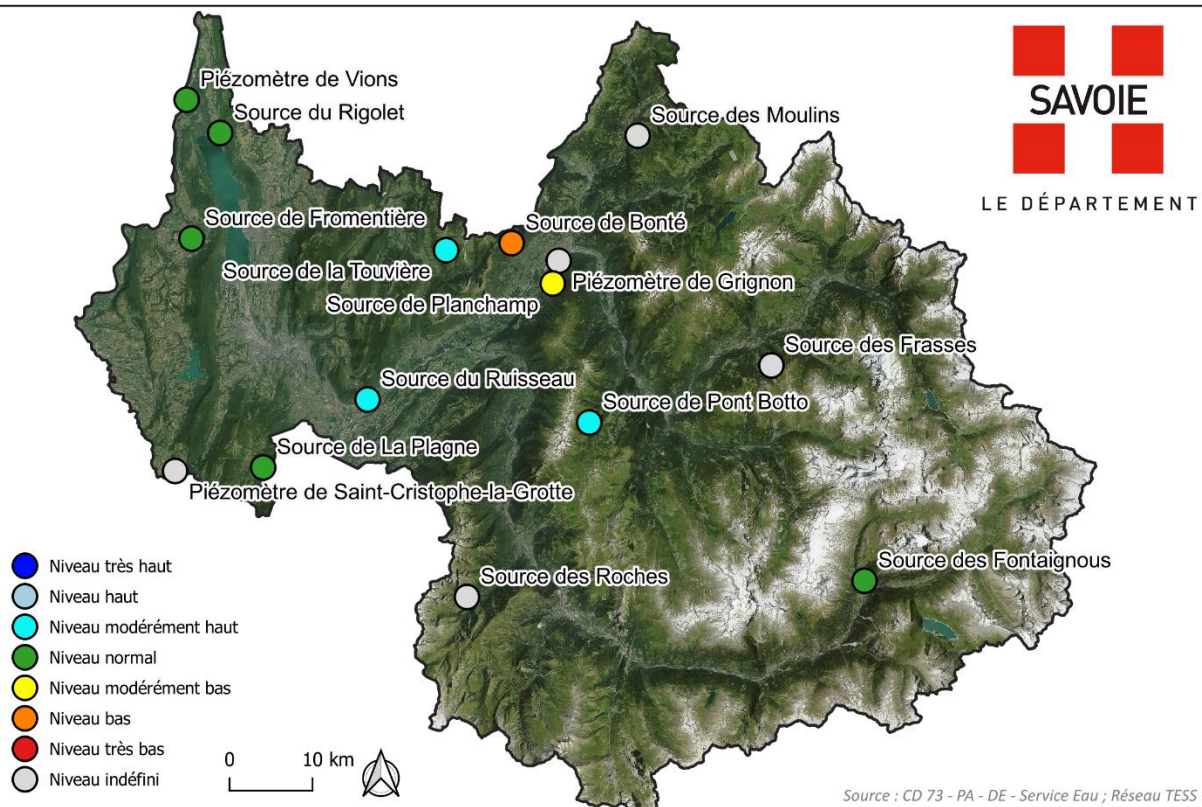 Piézomètre de Vions
Source du Rigolet
Source des Moulins
SAVOIE
LE DÉPARTEMENT
Source de Fromentière
Source de Bonté
Source de la Touvière
Piézomètre de Grignon
Source de Planchamp
Source des Frasses
Source du Ruisseau
Source de Pont Botto
Source de La Plagne
Piézomètre de Saint-Cristophe-la-Grotte
Source des Fontaignous
Source des Roches
Niveau très haut
Niveau haut
Niveau modérément haut
Niveau normal
Niveau modérément bas
Niveau bas
Niveau très bas
Niveau indéfini
0 10 km
Source : CD 73 - PA - DE - Service Eau ; Réseau TESS